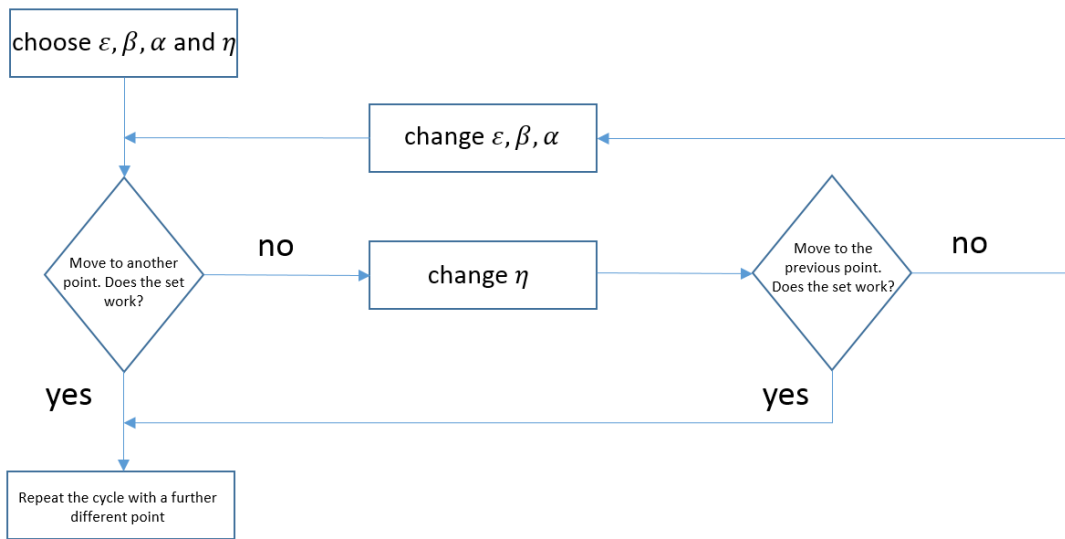 choose ε, β, α and η
change ε, β, α
Move to another
point. Does the set
work?
no
change η
Move to the
previous point.
Does the set work?
no
yes
yes
Repeat the cycle with a further
different point